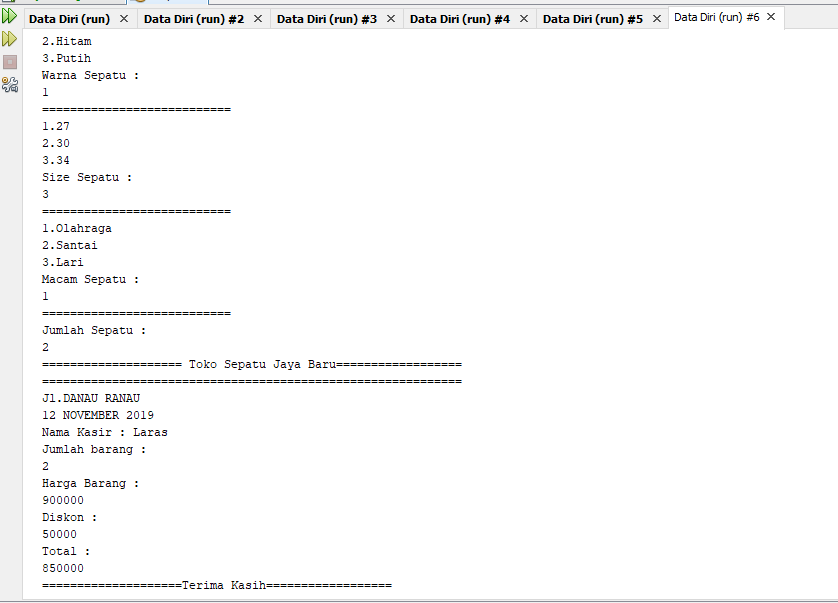 Data Diri (run) Data Diri (run) #2 Data Diri (run) #3 Data Diri (run) #4 Data Diri (run) #5 Data Diri (run) #6
2.Hitam
3.Putih
Warna Sepatu :
1
===========================
1.27
2.30
3.34
Size Sepatu :
3
===========================
1.Olahraga
2.Santai
3.Lari
Macam Sepatu :
1
===========================
Jumlah Sepatu :
2
==================== Toko Sepatu Jaya Baru==================
============================================================
Jl.DANAU RANAU
12 NOVEMBER 2019
Nama Kasir : Laras
Jumlah barang :
2
Harga Barang :
900000
Diskon :
50000
Total :
850000
====================Terima Kasih==================